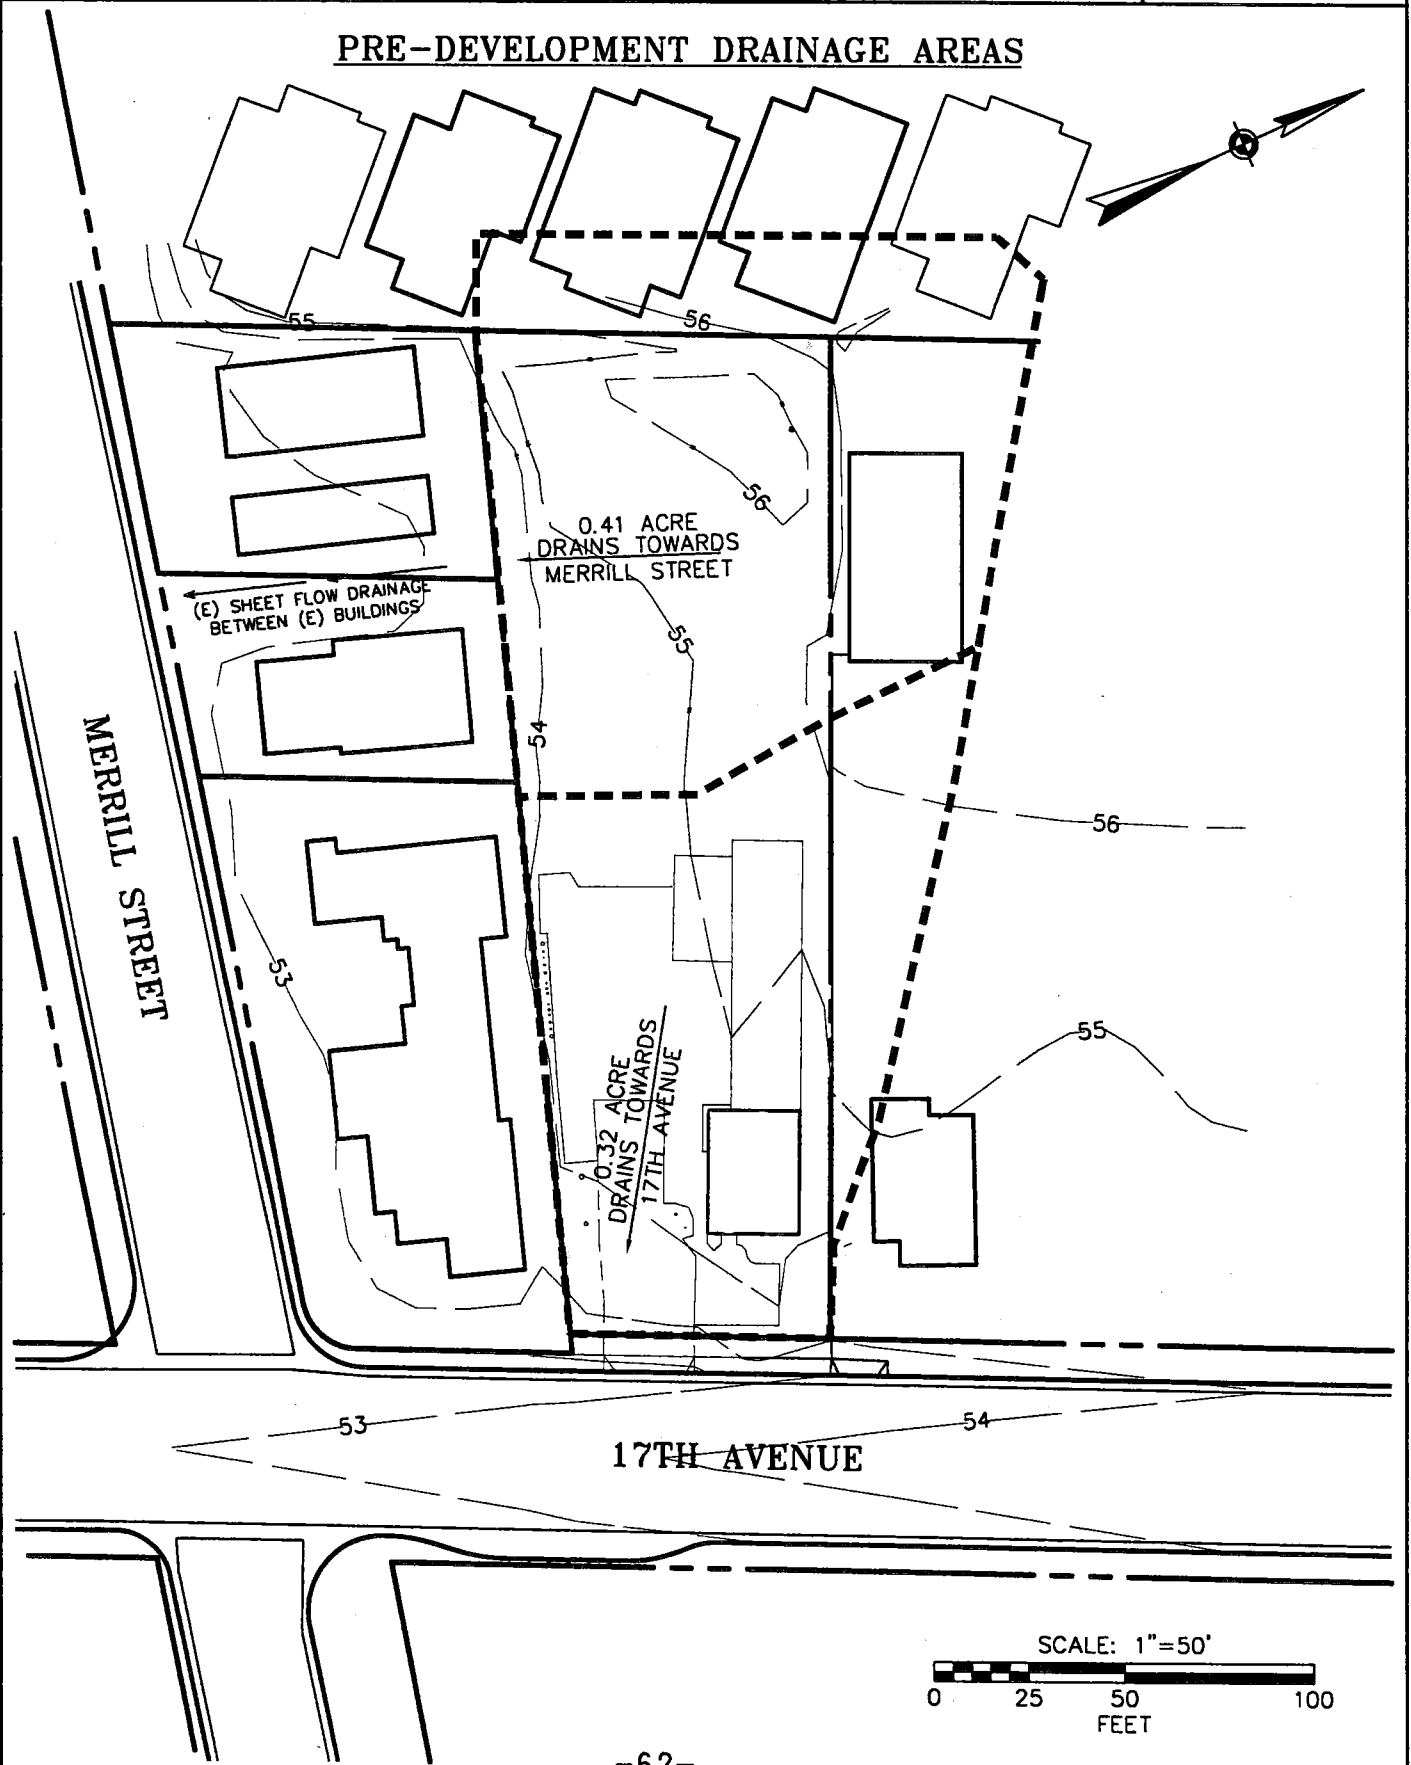 PRE-DEVELOPMENT DRAINAGE AREAS
55
56
56
0.41 ACRE
DRAINS TOWARDS
MERRILL STREET
(E) SHEET FLOW DRAINAGE
BETWEEN (E) BUILDINGS
55
54
MERRILL STREET
56
53
55
0.32 ACRE
DRAINS TOWARDS
17TH AVENUE
53
54
17TH AVENUE
SCALE: 1"=50'
0 25 50 100
FEET
-62-